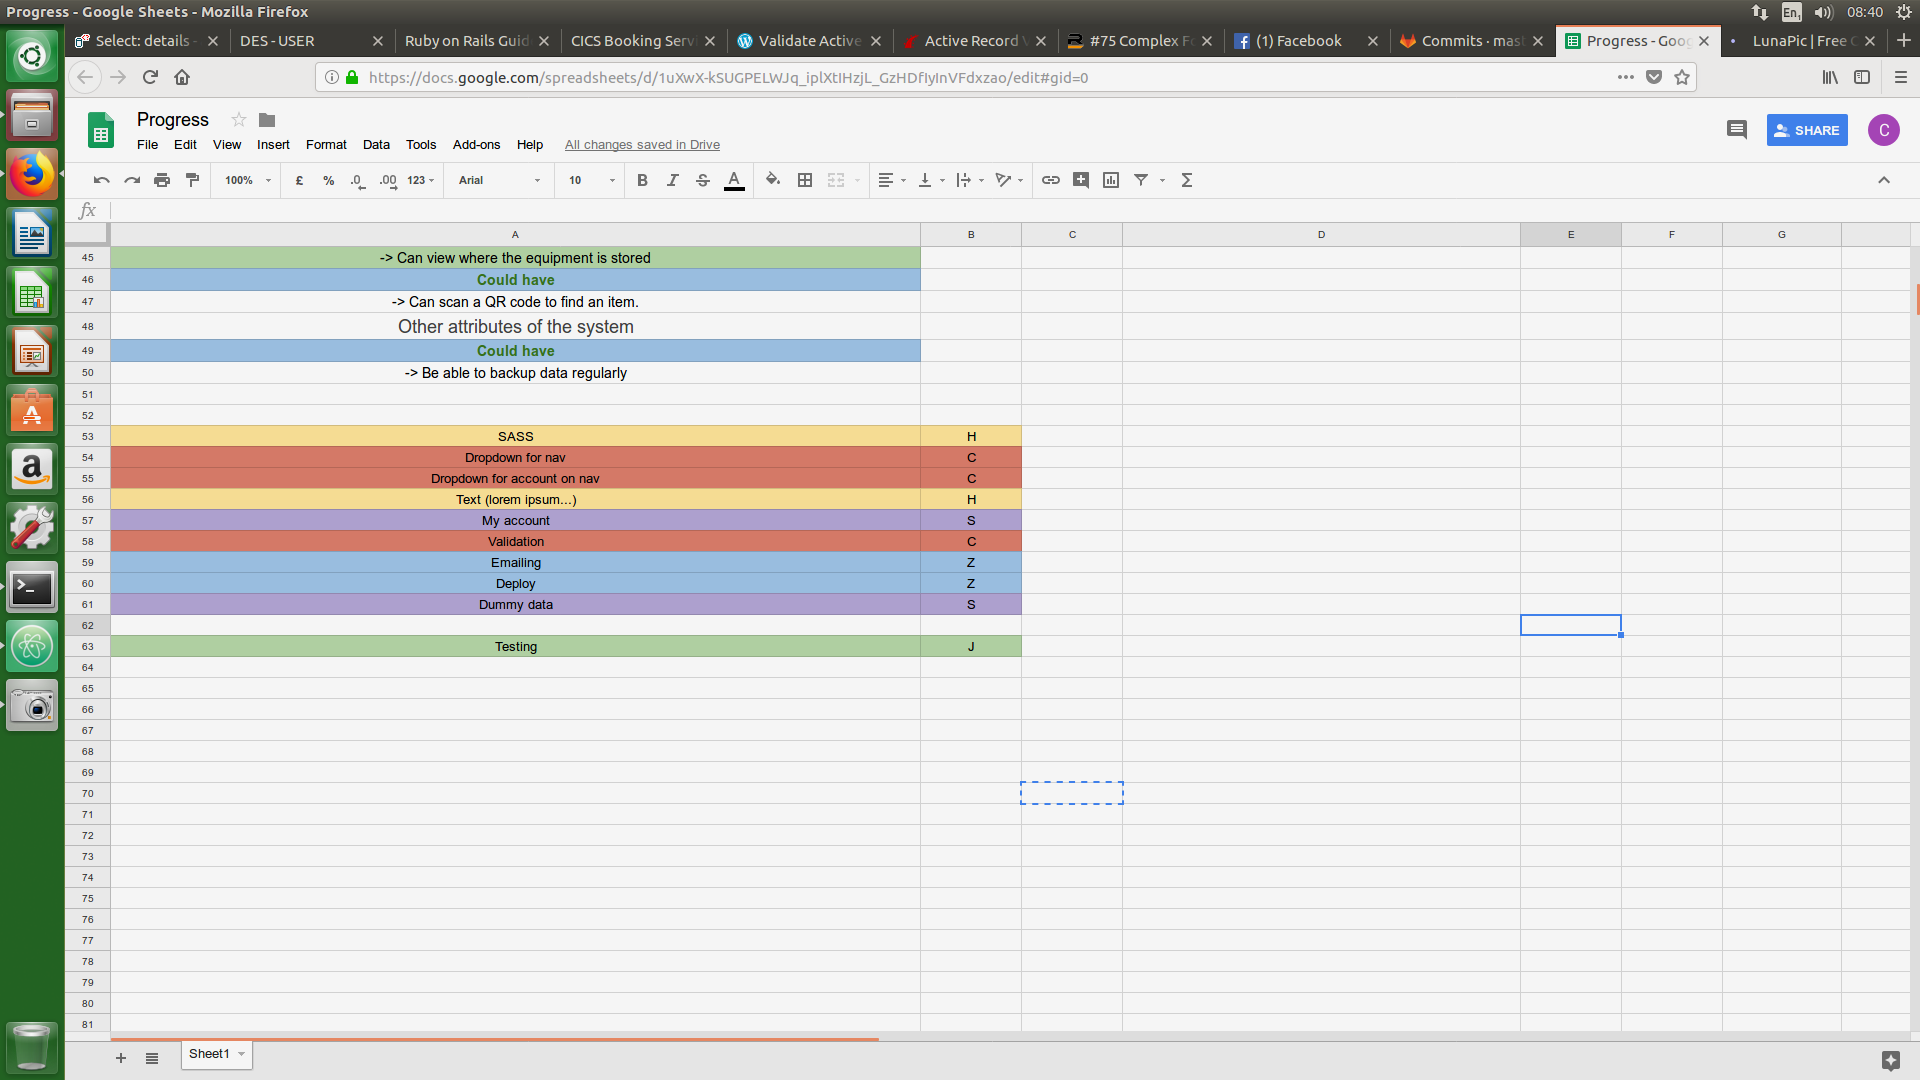 Progress - Google Sheets - Mozilla Firefox
En1 08:40
Select: details - DES - USER Ruby on Rails Guid CICS Booking Serv Validate Active Active Record V #75 Complex Fo (1) Facebook Commits · mast Progress - Goog LunaPic | Free
Progress
https://docs.google.com/spreadsheets/d/1uXwX-kSUGPELWJq_iplXtIHzjL_GzHDfIyInVFdxzao/edit#gid=0
File Edit View Insert Format Data Tools Add-ons Help All changes saved in Drive
SHARE C
100% £ % .0 .00 123 Arial 10 B I S A Σ
fx
A B C D E F G
45 -> Can view where the equipment is stored
46 Could have
47 -> Can scan a QR code to find an item.
48 Other attributes of the system
49 Could have
50 -> Be able to backup data regularly
51
52
53 SASS H
54 Dropdown for nav C
55 Dropdown for account on nav C
56 Text (lorem ipsum...) H
57 My account S
58 Validation C
59 Emailing Z
60 Deploy Z
61 Dummy data S
62
63 Testing J
64
65
66
67
68
69
70
71
72
73
74
75
76
77
78
79
80
81
Sheet1